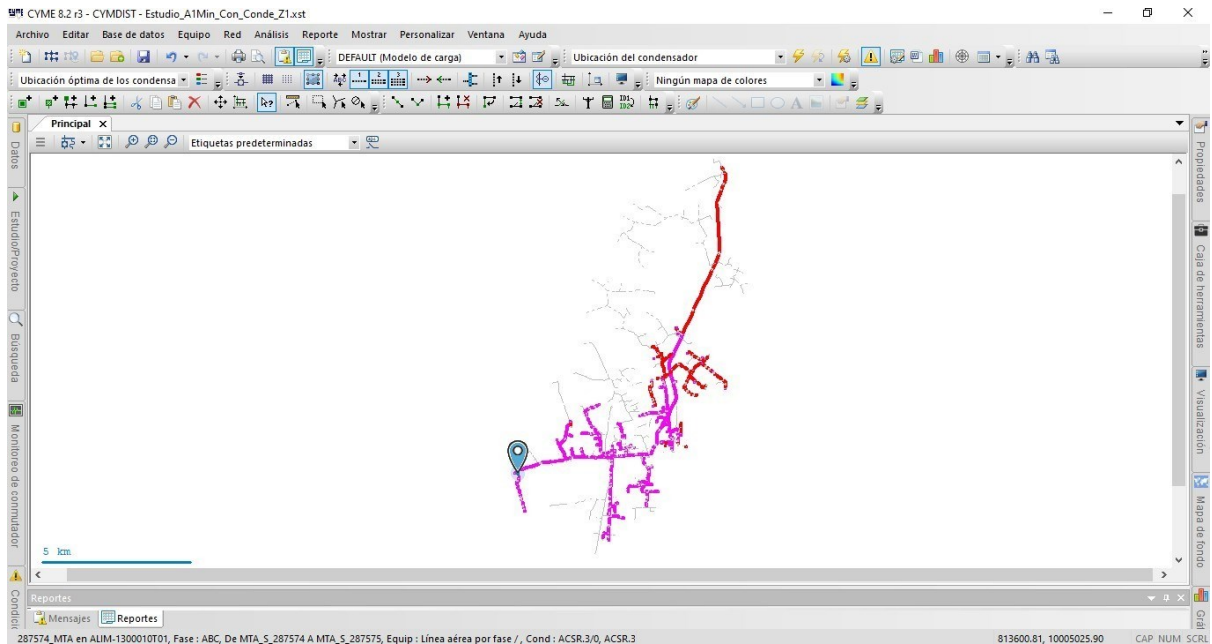 CYME 8.2 r3 - CYMDIST - Estudio_A1Min_Con_Conde_Z1.xst
Archivo Editar Base de datos Equipo Red Análisis Reporte Mostrar Personalizar Ventana Ayuda
DEFAULT (Modelo de carga) Ubicación del condensador
Ubicación óptima de los condensa Ningún mapa de colores
Principal X
Etiquetas predeterminadas
Datos
Estudio/Proyecto
Búsqueda
Monitoreo de conmutador
Condicic
5 km
Propiedades
Caja de herramientas
Visualización
Mapa de fondo
Gráf
Reportes
Mensajes Reportes
287574_MTA en ALIM-1300010T01, Fase : ABC, De MTA_S_287574 A MTA_S_287575, Equip : Línea aérea por fase / , Cond : ACSR.3/0, ACSR.3 813600.81, 10005025.90 CAP NUM SCRL